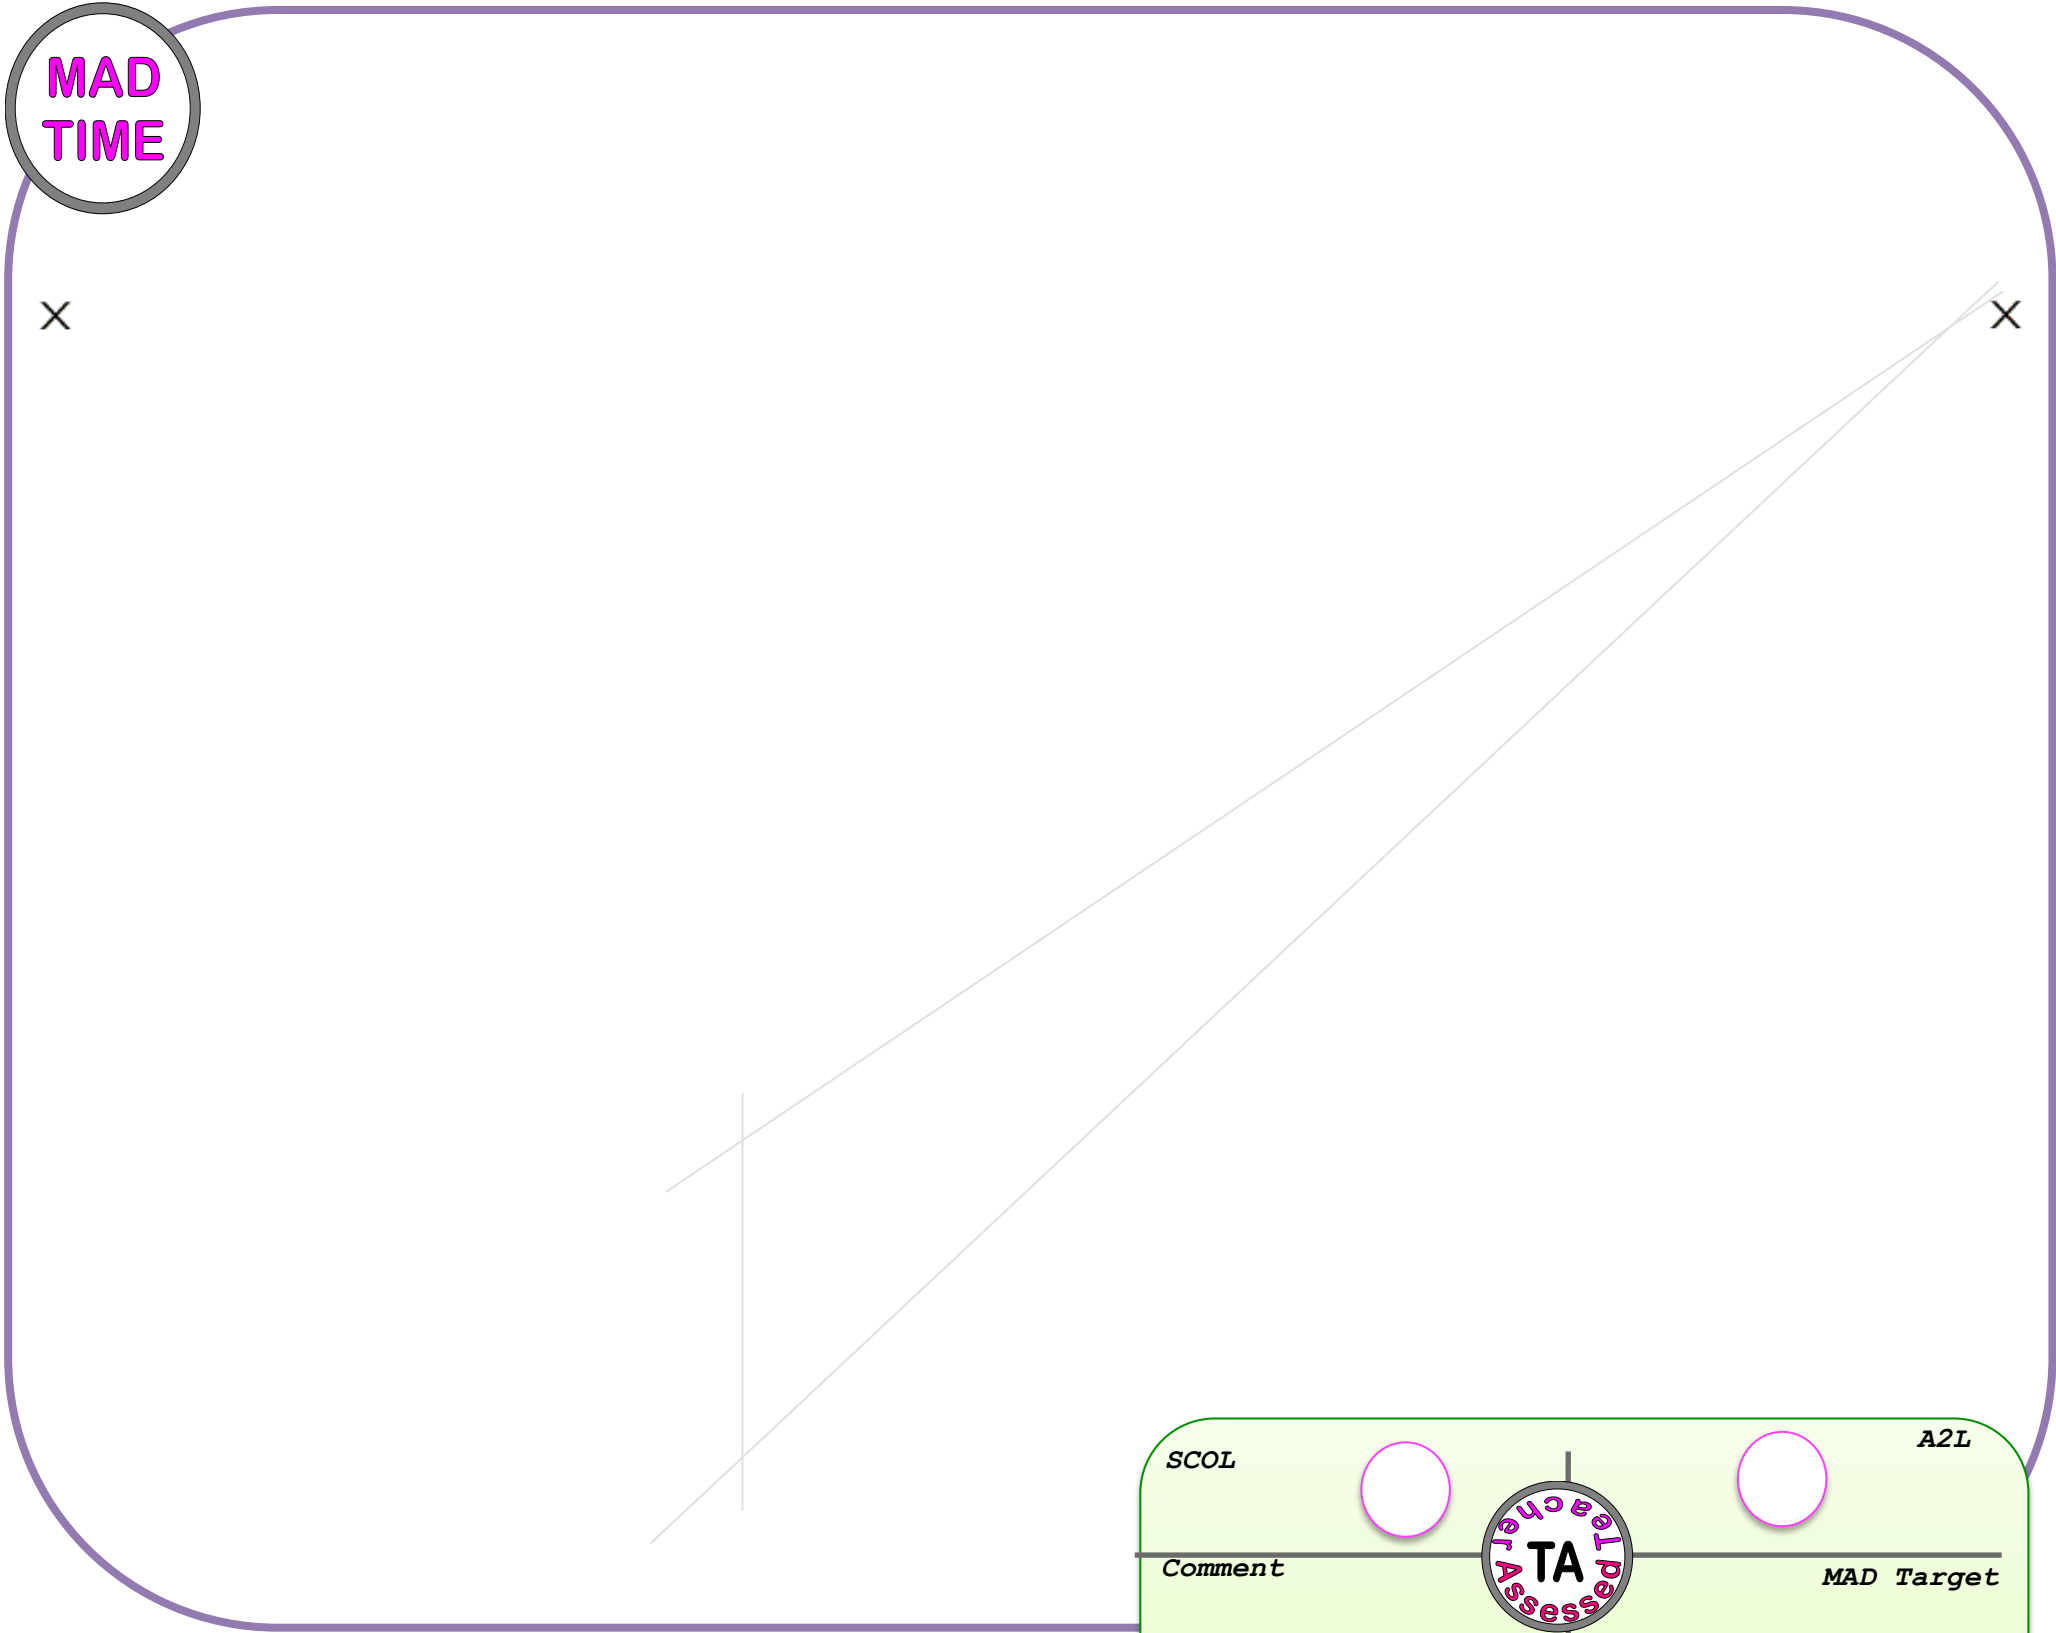 MAD
TIME
X X
SCOL
A2L
Teacher Assessed
TA
Comment
MAD Target